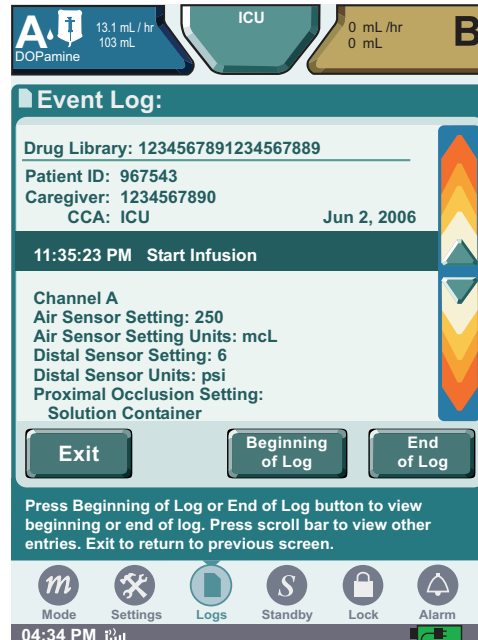 ICU
A
13.1 mL / hr
103 mL
DOPamine
0 mL /hr
0 mL
B
Event Log:
Drug Library: 1234567891234567889
Patient ID: 967543
Caregiver: 1234567890
CCA: ICU Jun 2, 2006
11:35:23 PM Start Infusion
Channel A
Air Sensor Setting: 250
Air Sensor Setting Units: mcL
Distal Sensor Setting: 6
Distal Sensor Units: psi
Proximal Occlusion Setting:
Solution Container
Exit
Beginning
of Log
End
of Log
Press Beginning of Log or End of Log button to view
beginning or end of log. Press scroll bar to view other
entries. Exit to return to previous screen.
m
S
Mode Settings Logs Standby Lock Alarm
04:34 PM